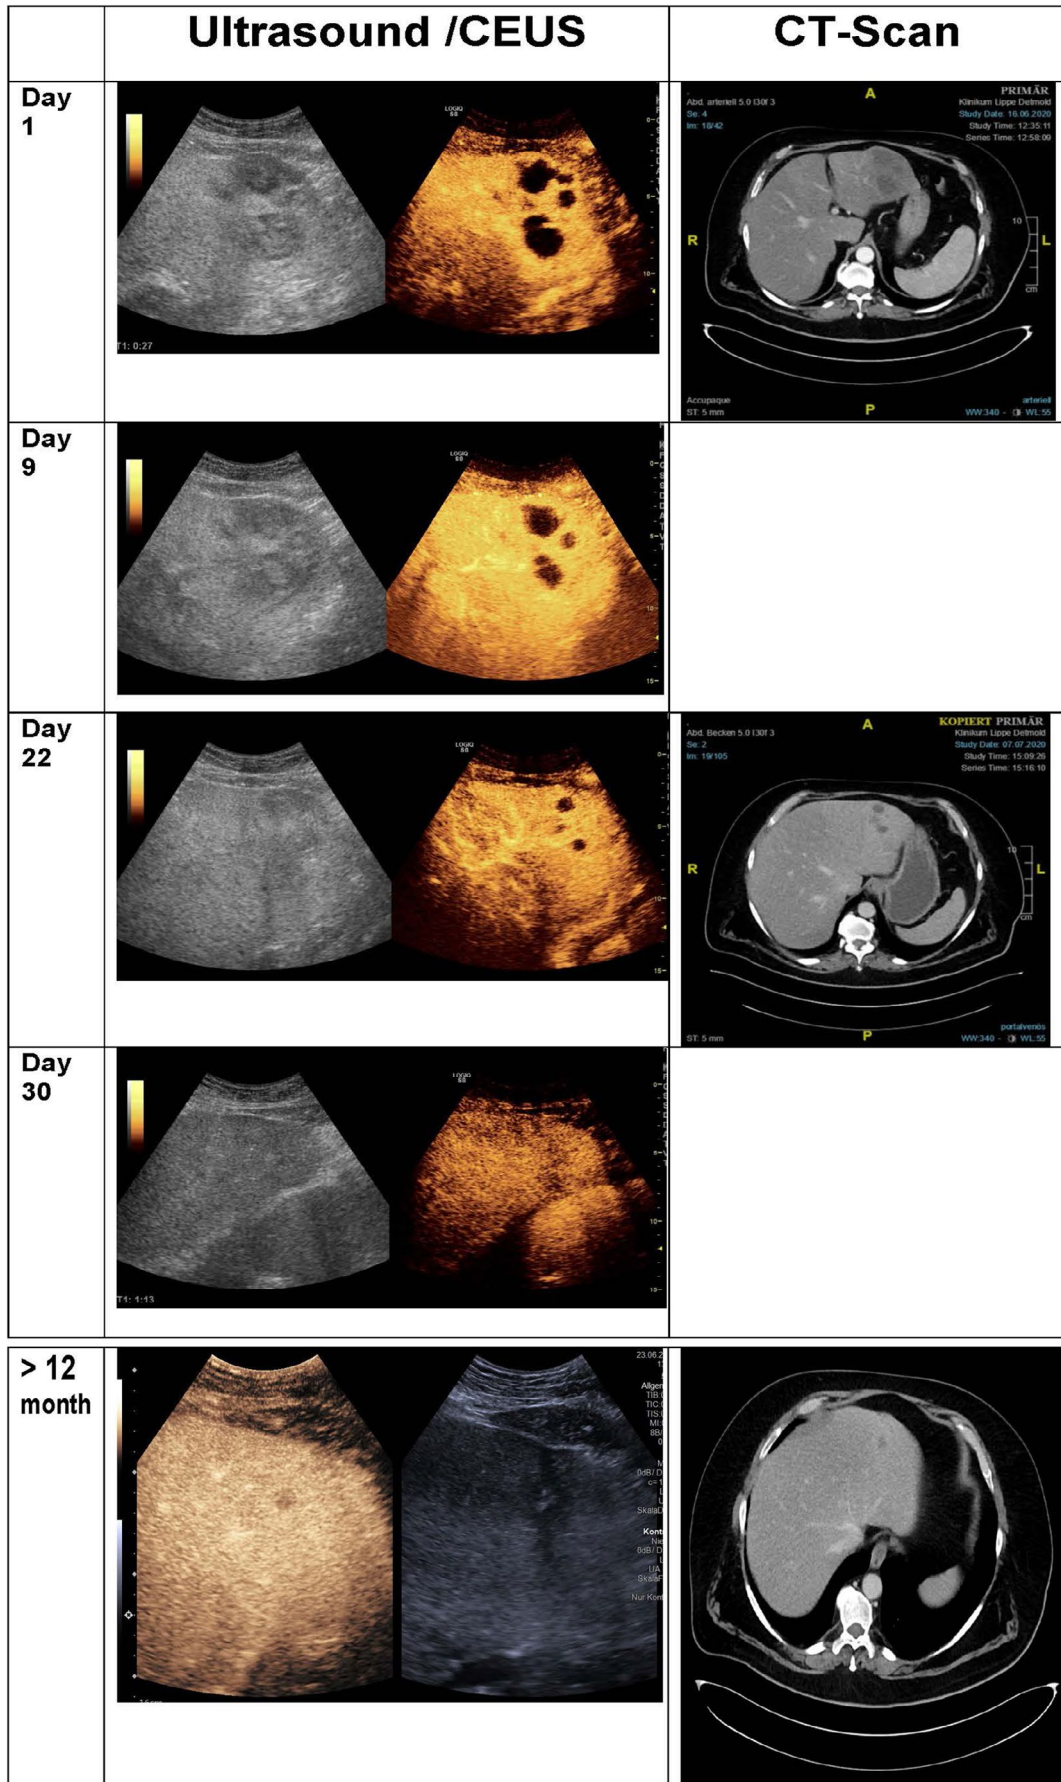 Ultrasound /CEUS
CT-Scan
Day
1
LOGIQ
T1: 0:27
Abd. arteriell 5.0 I30f 3
Se: 4
Im: 18/42
A
PRIMÄR
Klinikum Lippe Detmold
Study Date: 16.06.2020
Study Time: 12:35:11
Series Time: 12:58:09
R
10
L
cm
Accupaque
ST: 5 mm
P
arteriell
WW:340 - WL:55
Day
9
LOGIQ
Day
22
LOGIQ
Abd. Becken 5.0 I30f 3
Se: 2
Im: 19/105
A
KOPIERT PRIMÄR
Klinikum Lippe Detmold
Study Date: 07.07.2020
Study Time: 15:09:26
Series Time: 15:16:10
R
10
L
cm
ST: 5 mm
P
portalvenös
WW:340 - WL:55
Day
30
LOGIQ
T1: 1:13
> 12
month
23.06.2
Allgem
Kont
Nur Kont